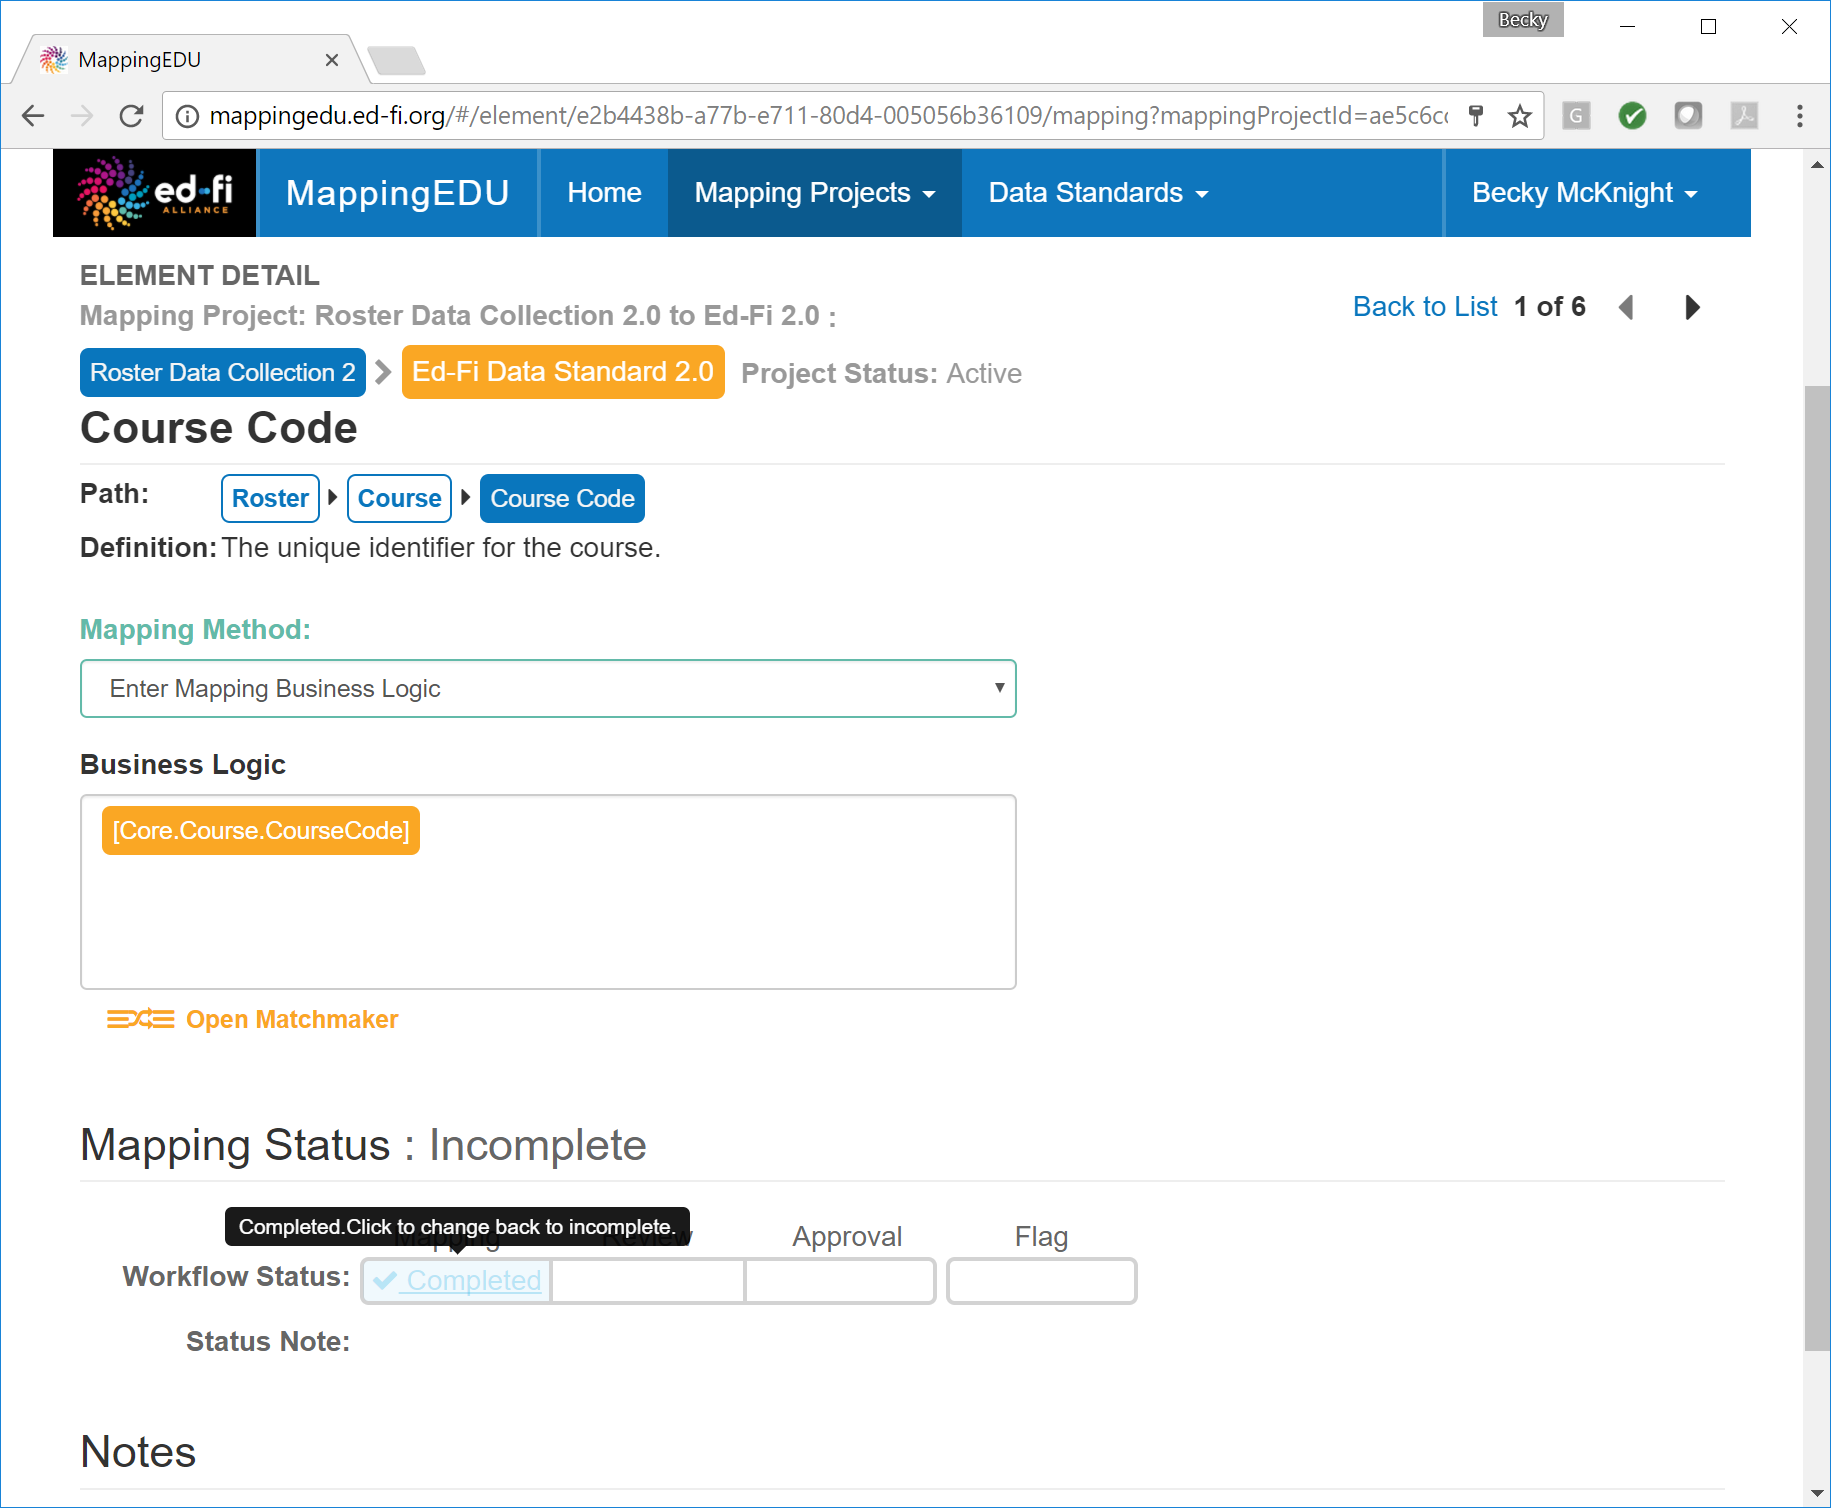 Becky
MappingEDU
mappingedu.ed-fi.org/#/element/e2b4438b-a77b-e711-80d4-005056b36109/mapping?mappingProjectId=ae5c6cc
G
ed-fi
ALLIANCE
MappingEDU
Home
Mapping Projects
Data Standards
Becky McKnight
ELEMENT DETAIL
Mapping Project: Roster Data Collection 2.0 to Ed-Fi 2.0 :
Back to List 1 of 6
Roster Data Collection 2
Ed-Fi Data Standard 2.0
Project Status: Active
Course Code
Path: Roster Course Course Code
Definition: The unique identifier for the course.
Mapping Method:
Enter Mapping Business Logic
Business Logic
[Core.Course.CourseCode]
Open Matchmaker
Mapping Status : Incomplete
Completed.Click to change back to incomplete.
Mapping Review Approval Flag
Workflow Status: Completed
Status Note:
Notes